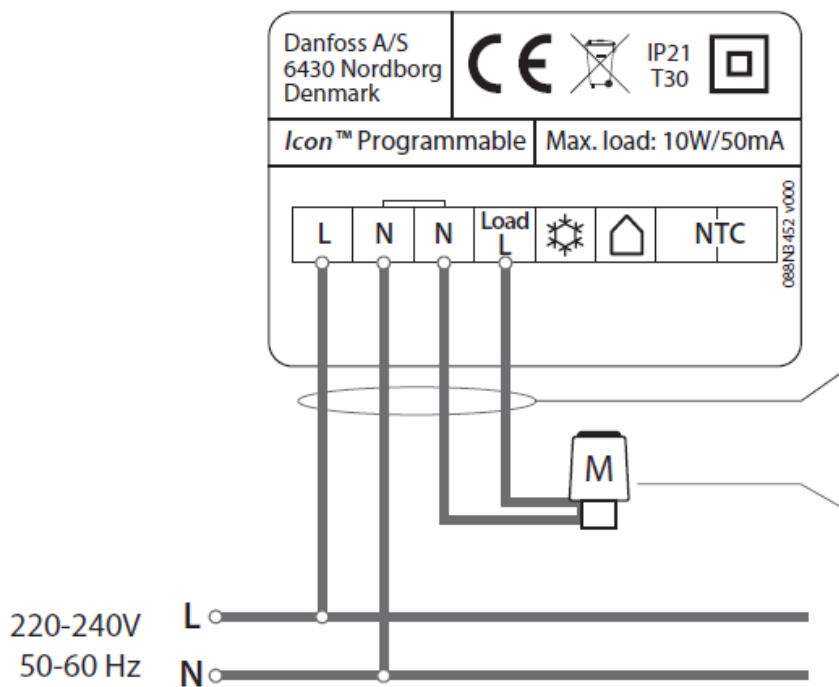 Danfoss A/S
6430 Nordborg
Denmark
CE
IP21
T30
Icon™ Programmable
Max. load: 10W/50mA
L N N Load L NTC
088N3452 v000
M
220-240V L
50-60 Hz N